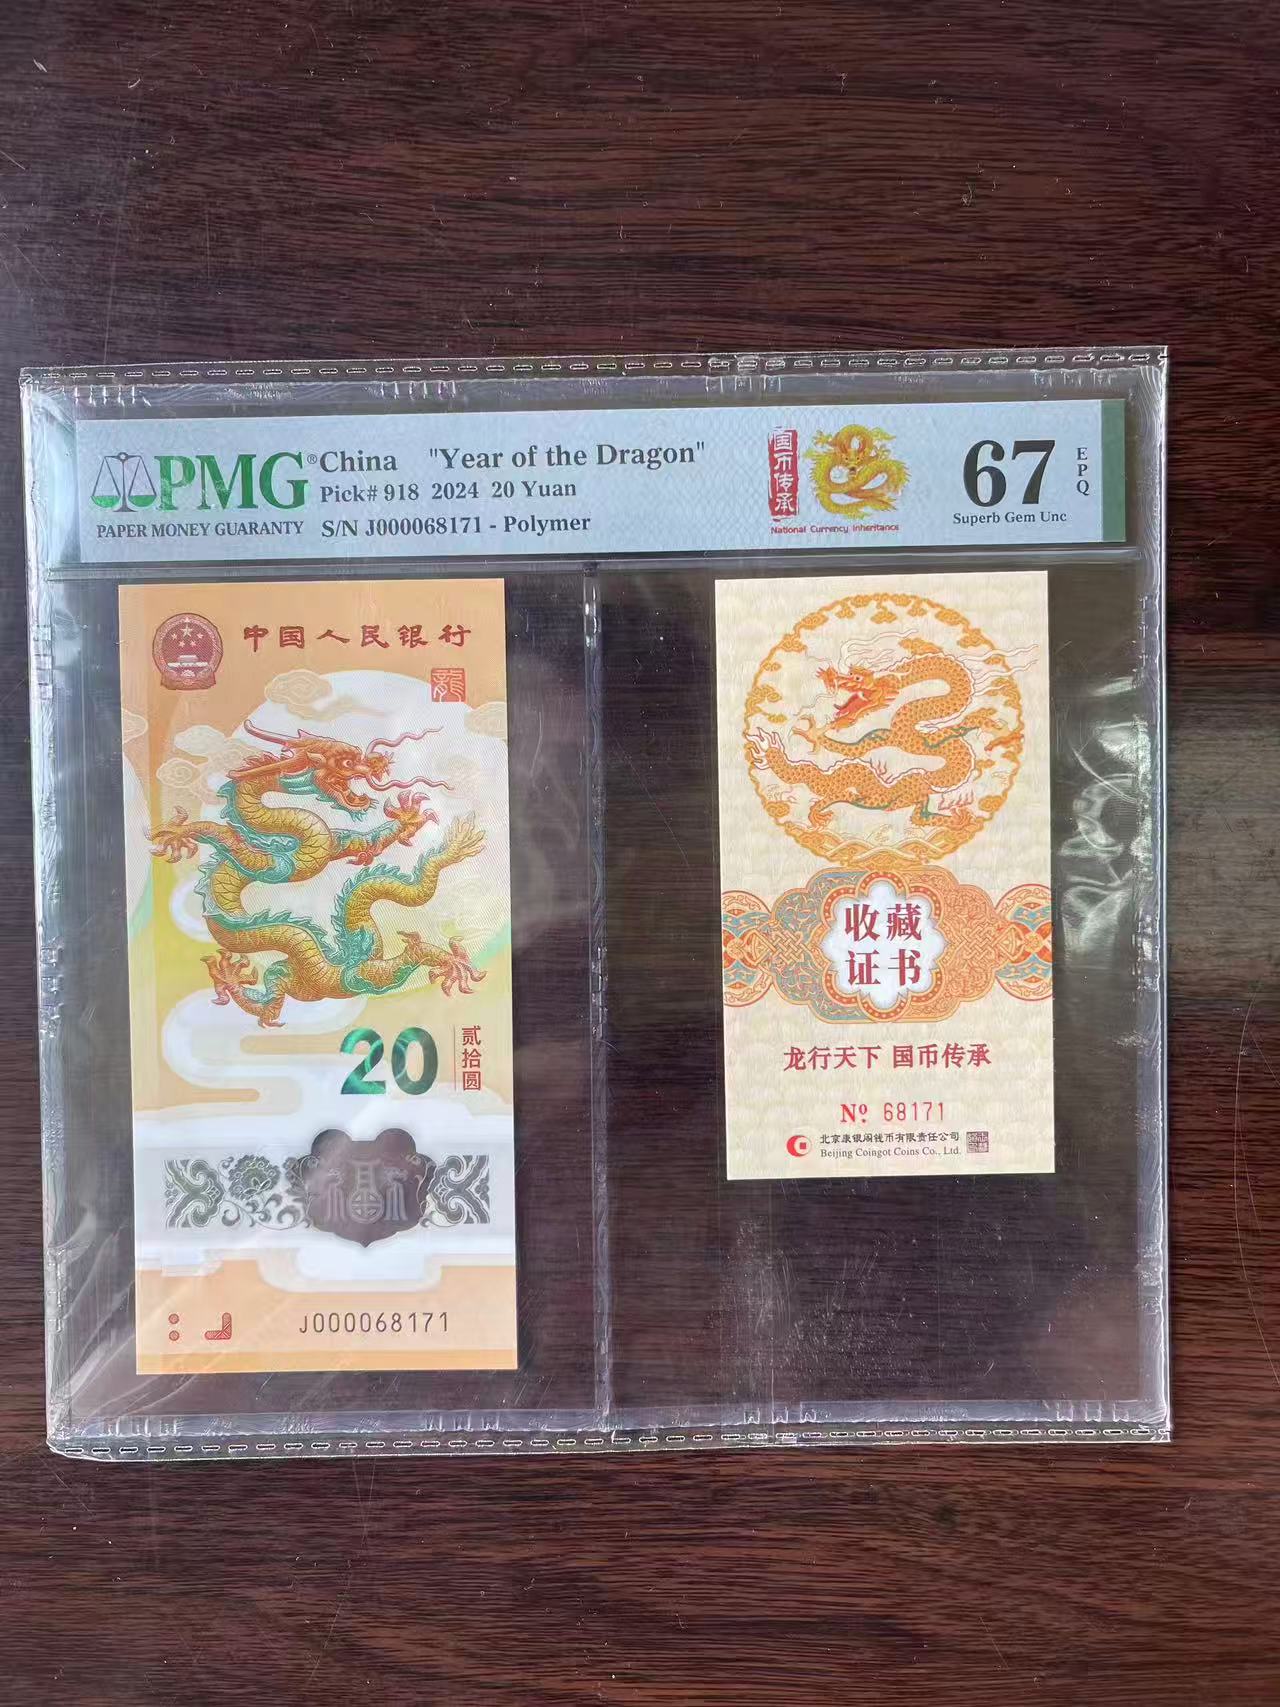 PMG®
PAPER MONEY GUARANTY
China "Year of the Dragon"
Pick# 918 2024 20 Yuan
S/N J000068171 - Polymer
国币传承
National Currency Inheritance
67
EPQ
Superb Gem Unc
中国人民银行
龍
20
贰拾圆
福
J000068171
收藏
证书
龙行天下 国币传承
Nº 68171
北京康银阁钱币有限责任公司
Beijing Coingot Coins Co., Ltd.